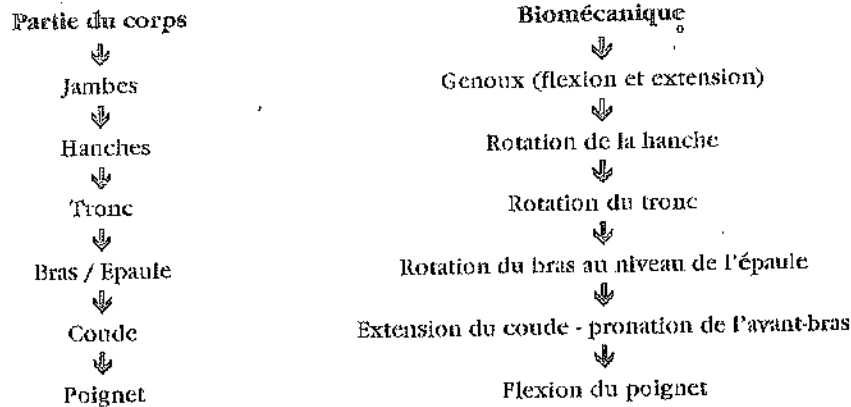 Partie du corps
Biomécanique
Jambes
Genoux (flexion et extension)
Hanches
Rotation de la hanche
Tronc
Rotation du tronc
Bras / Epaule
Rotation du bras au niveau de l'épaule
Coude
Extension du coude - pronation de l'avant-bras
Poignet
Flexion du poignet